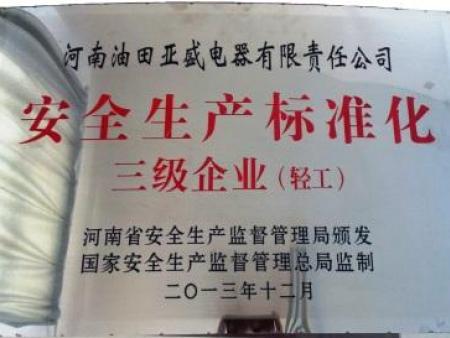 河南油田亚盛电器有限责任公司
安全生产标准化
三级企业（轻工）
河南省安全生产监督管理局颁发
国家安全生产监督管理总局监制
二〇一三年十二月